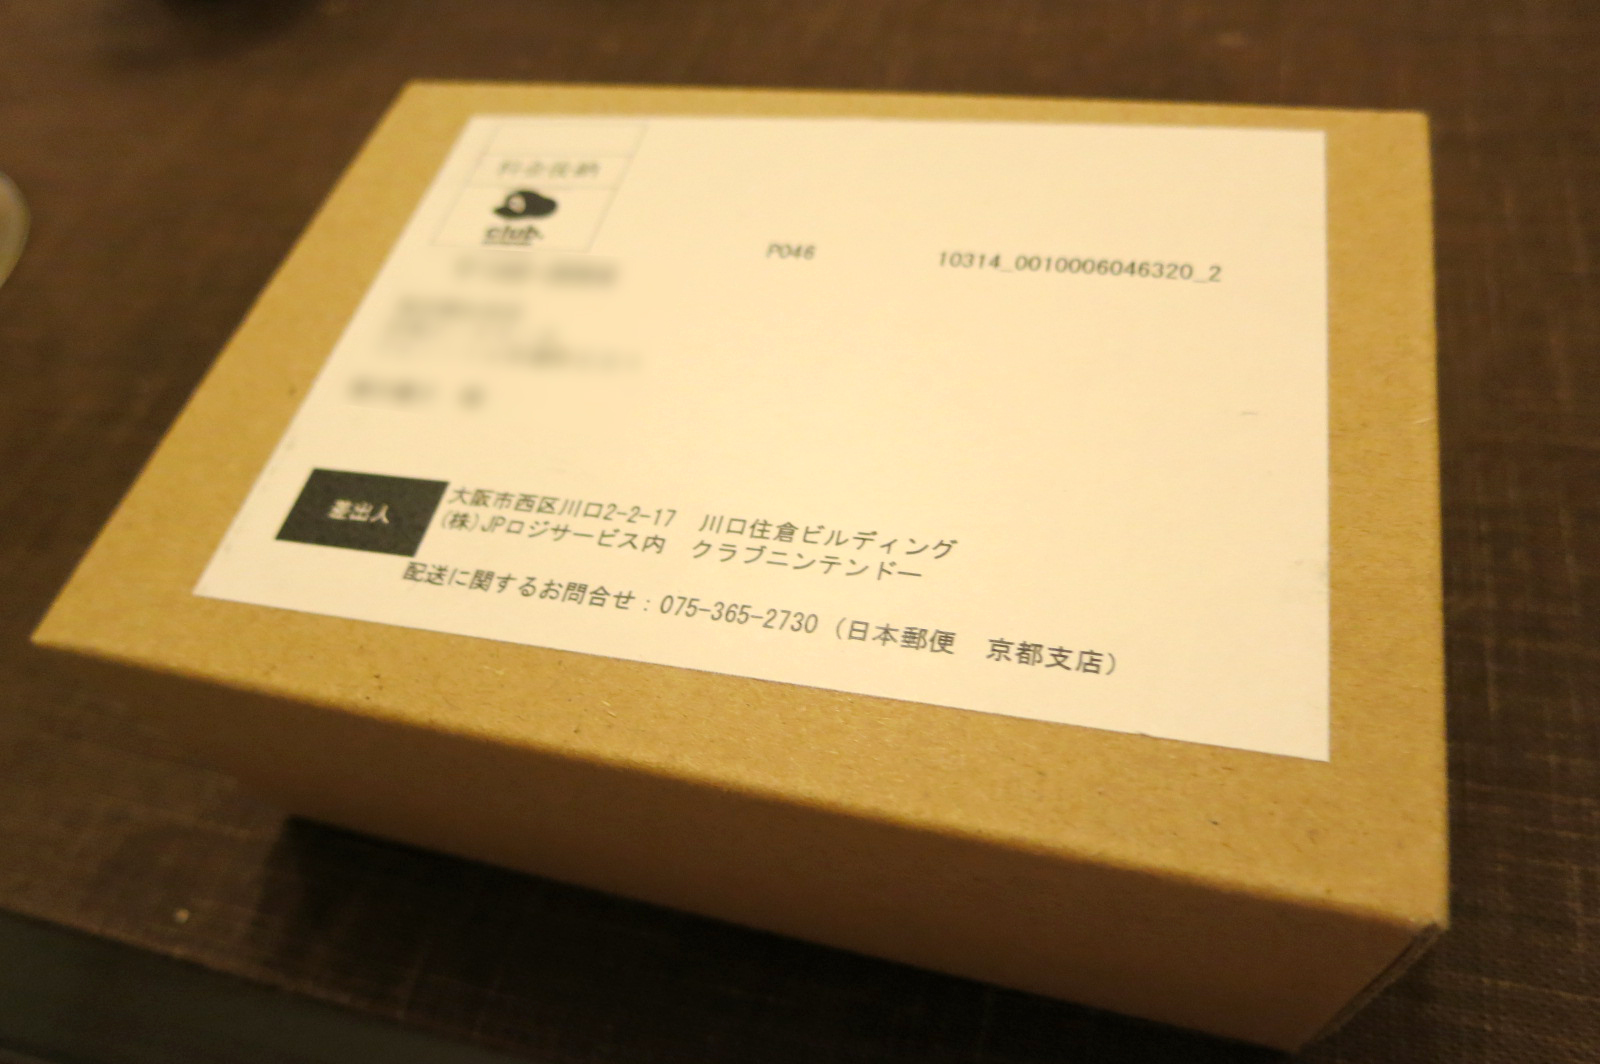 料金後納
club
P046 10314_0010006046320_2
差出人
大阪市西区川口2-2-17 川口住倉ビルディング
(株)JPロジサービス内 クラブニンテンドー
配送に関するお問合せ：075-365-2730（日本郵便 京都支店）